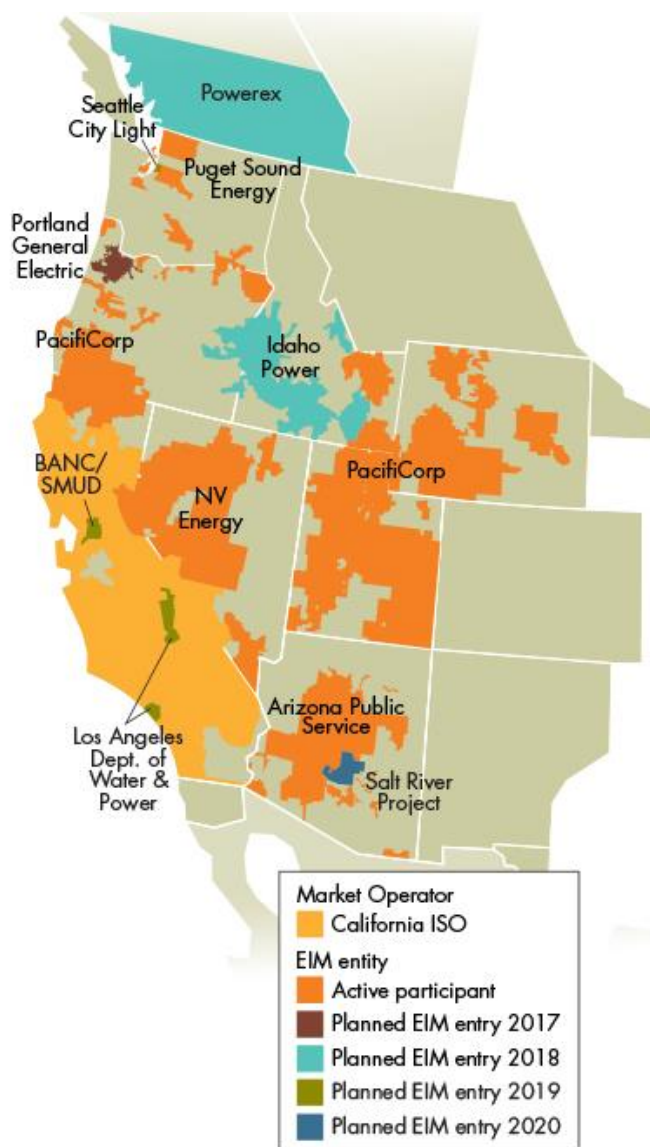 Powerex
Seattle
City Light
Puget Sound
Energy
Portland
General
Electric
PacifiCorp
Idaho
Power
BANC/
SMUD
NV
Energy
PacifiCorp
Arizona Public
Service
Los Angeles
Dept. of
Water &
Power
Salt River
Project
Market Operator
California ISO
EIM entity
Active participant
Planned EIM entry 2017
Planned EIM entry 2018
Planned EIM entry 2019
Planned EIM entry 2020